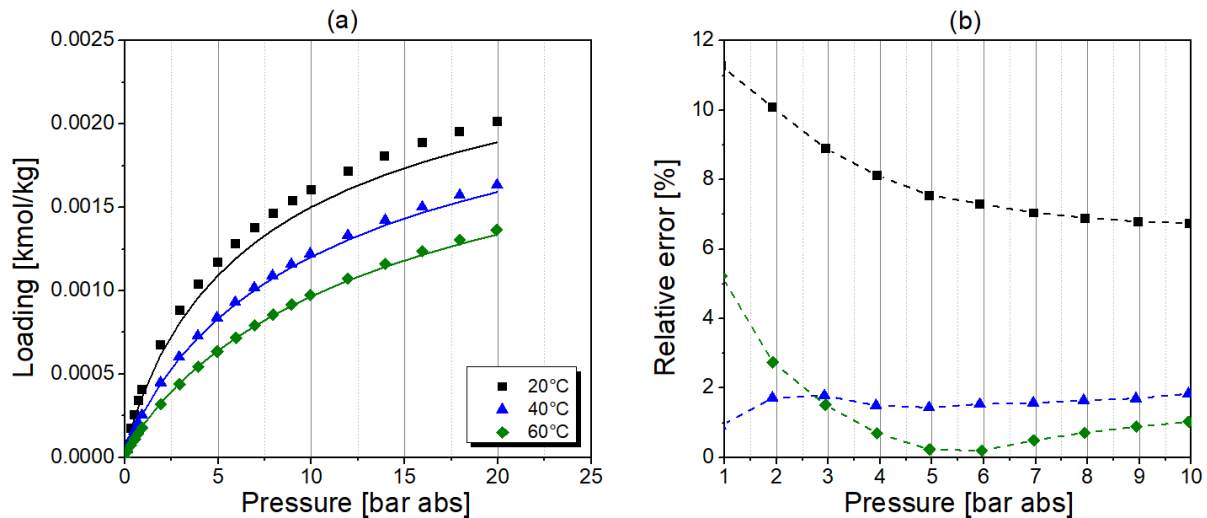 (a)
Loading [kmol/kg]
0.0025
0.0020
0.0015
0.0010
0.0005
0.0000
0 5 10 15 20 25
Pressure [bar abs]
20°C
40°C
60°C
(b)
Relative error [%]
12
10
8
6
4
2
0
1 2 3 4 5 6 7 8 9 10
Pressure [bar abs]